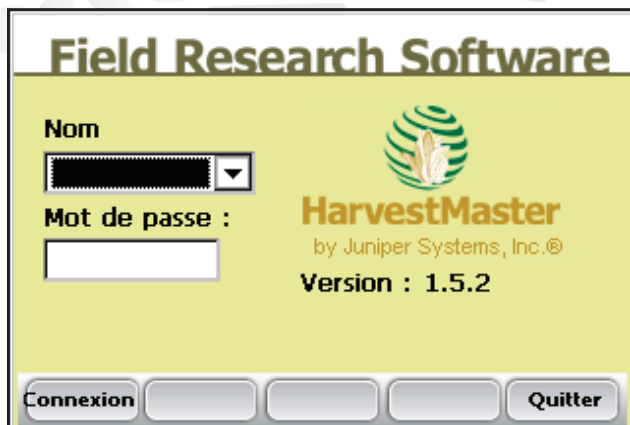 Field Research Software
Nom
Mot de passe :
HarvestMaster
by Juniper Systems, Inc.®
Version : 1.5.2
Connexion
Quitter